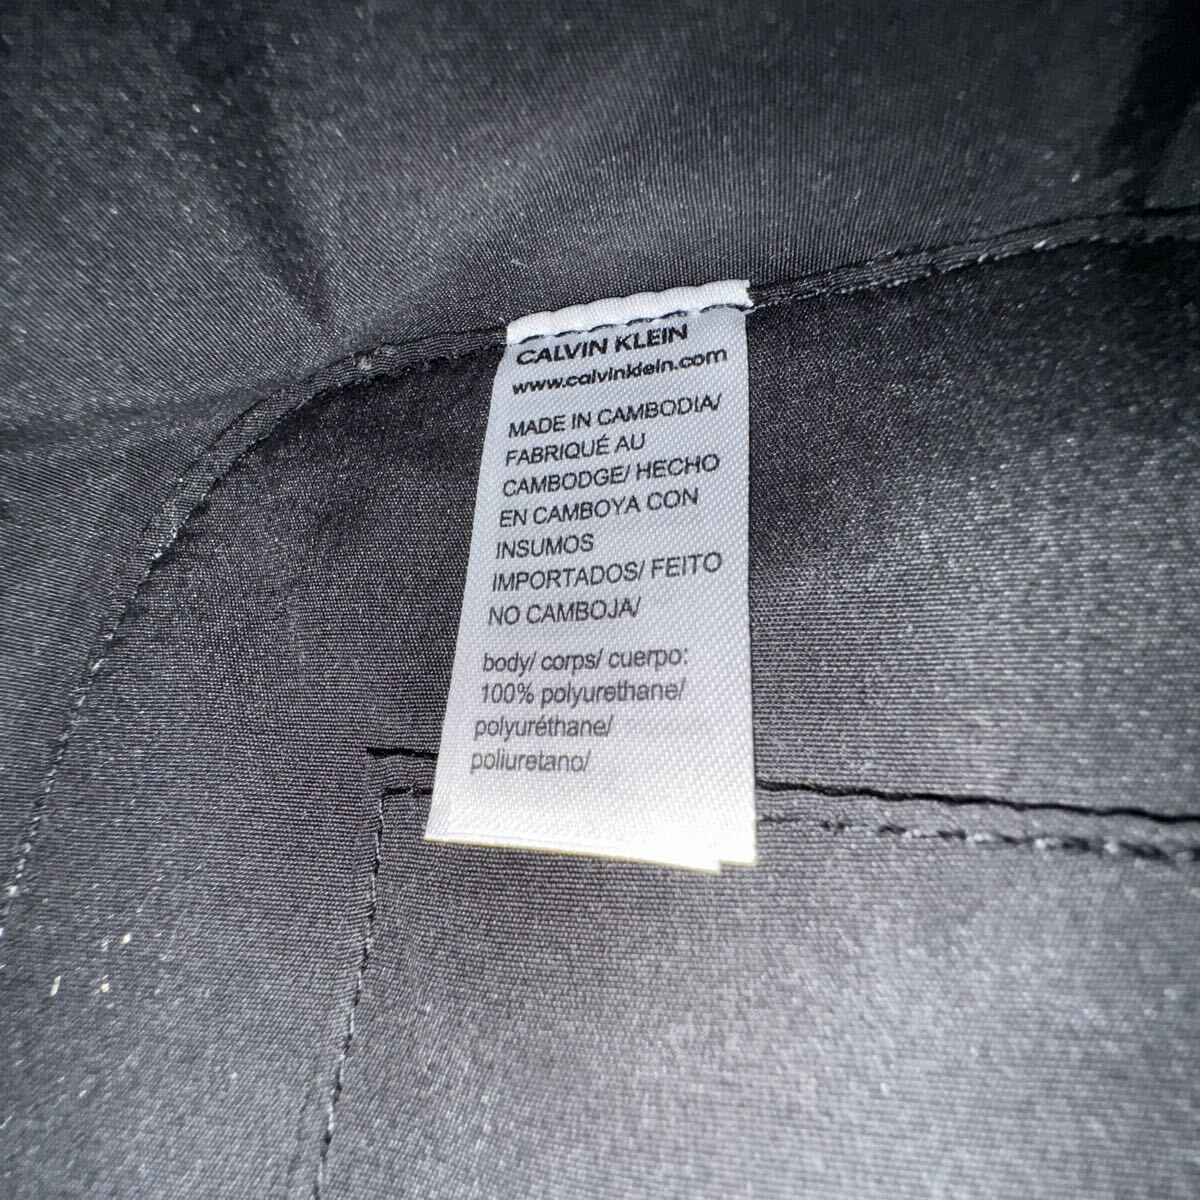 CALVIN KLEIN
www.calvinklein.com
MADE IN CAMBODIA/
FABRIQUÉ AU
CAMBODGE/ HECHO
EN CAMBOYA CON
INSUMOS
IMPORTADOS/ FEITO
NO CAMBOJA/
body/ corps/ cuerpo:
100% polyurethane/
polyuréthane/
poliuretano/